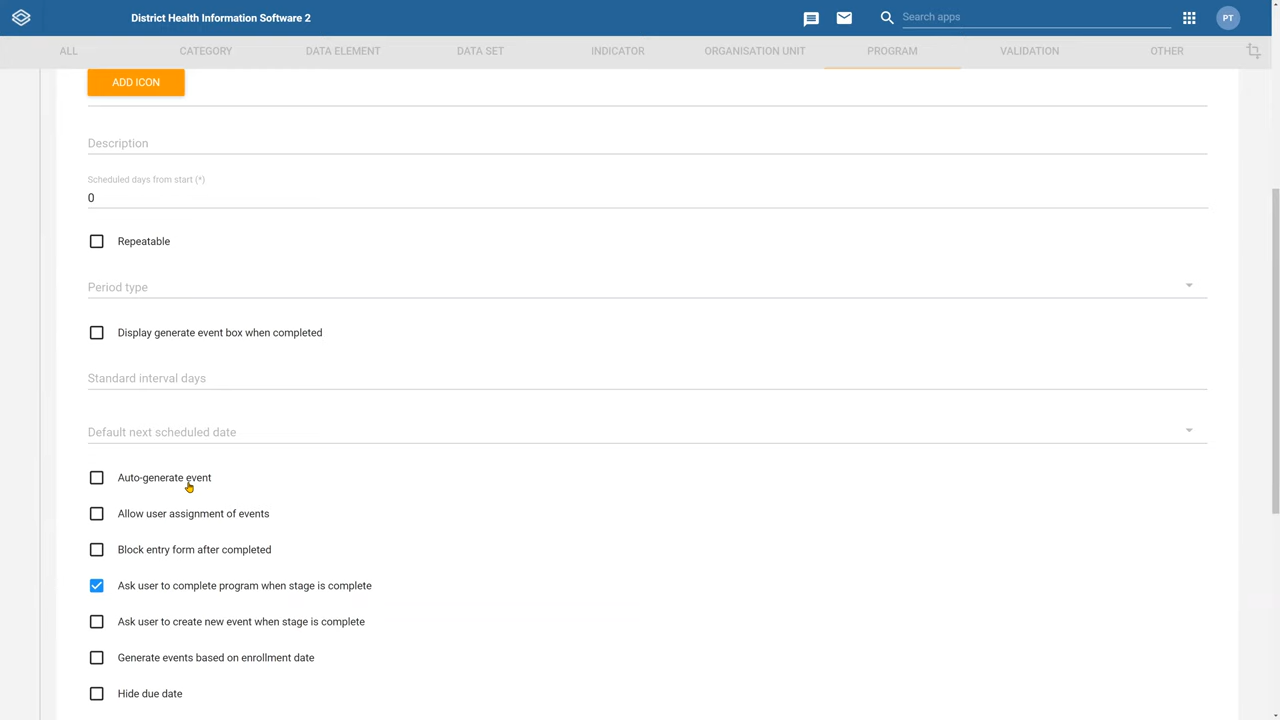 District Health Information Software 2
Search apps
PT
ALL CATEGORY DATA ELEMENT DATA SET INDICATOR ORGANISATION UNIT PROGRAM VALIDATION OTHER
ADD ICON
Description
Scheduled days from start (*)
0
Repeatable
Period type
Display generate event box when completed
Standard interval days
Default next scheduled date
Auto-generate event
Allow user assignment of events
Block entry form after completed
Ask user to complete program when stage is complete
Ask user to create new event when stage is complete
Generate events based on enrollment date
Hide due date